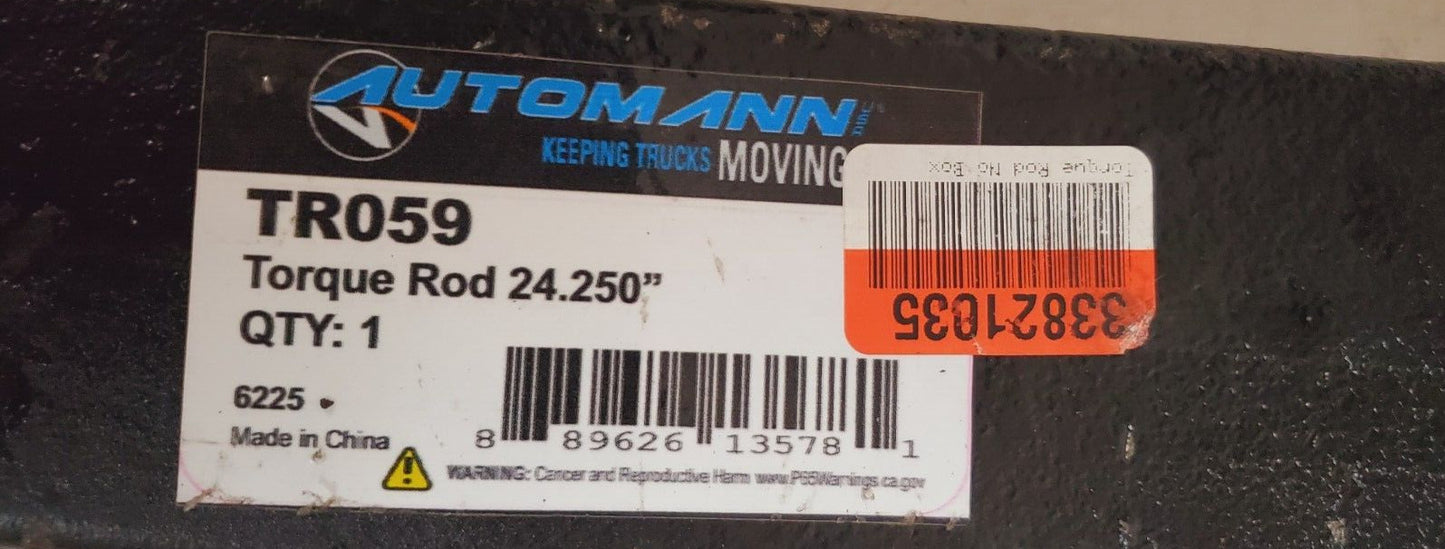 AUTOMANN
KEEPING TRUCKS MOVING
TR059
Torque Rod 24.250”
QTY: 1
6225
Made in China
8 89626 13578 1
WARNING: Cancer and Reproductive Harm www.P65Warnings.ca.gov
Torque Rod No Box
33821035